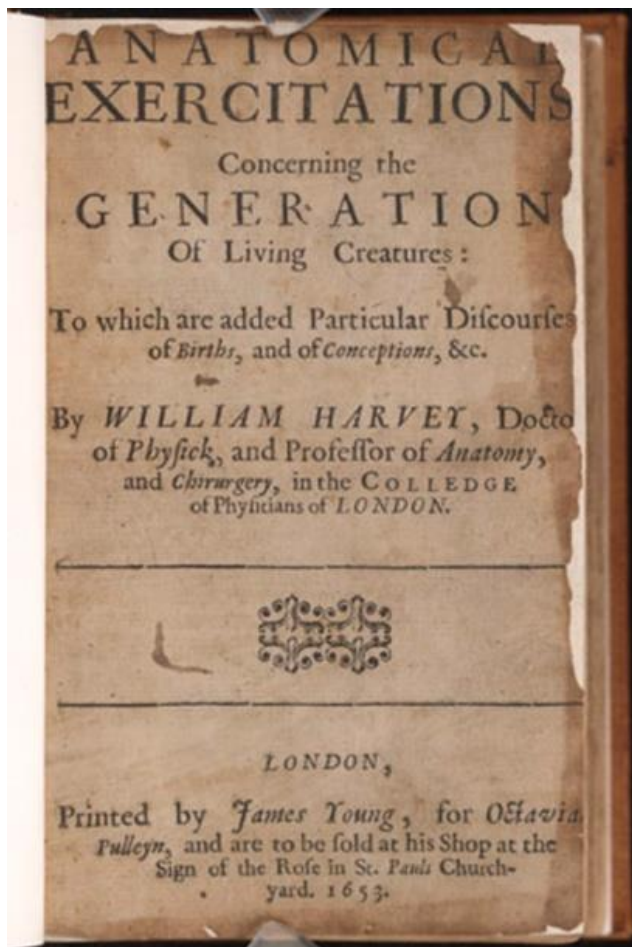 ANATOMICAL
EXERCITATIONS
Concerning the
GENERATION
Of Living Creatures:
To which are added Particular Diſcourſes
of Births, and of Conceptions, &c.
By WILLIAM HARVEY, Docto
of Phyſick, and Profeſſor of Anatomy,
and Chirurgery, in the COLLEDGE
of Phyſitians of LONDON.
LONDON,
Printed by James Young, for Octavia
Pulleyn, and are to be ſold at his Shop at the
Sign of the Roſe in St. Pauls Church-
yard. 1653.